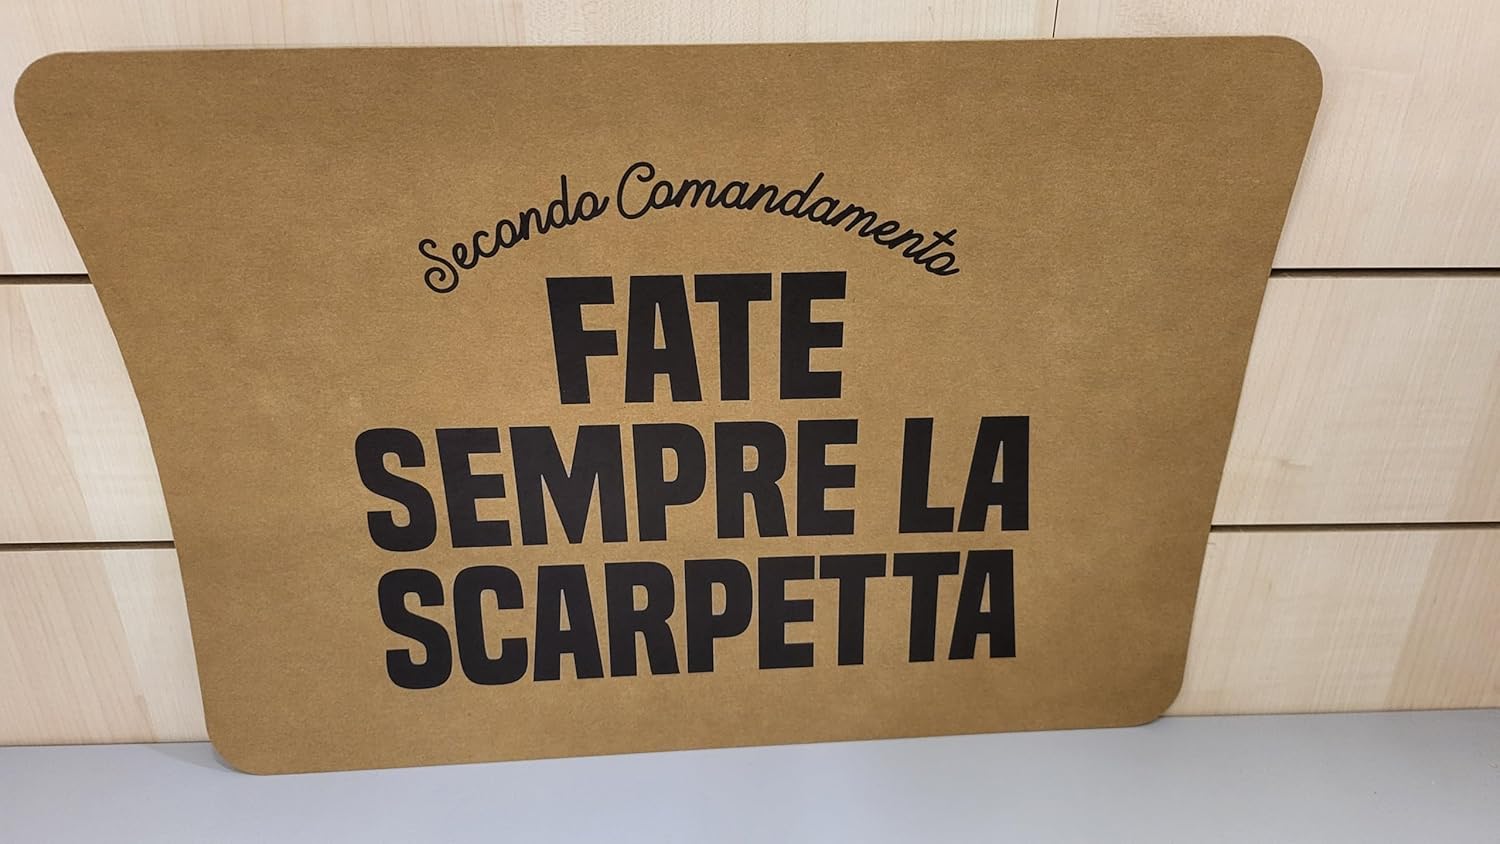 Secondo Comandamento
FATE
SEMPRE LA
SCARPETTA